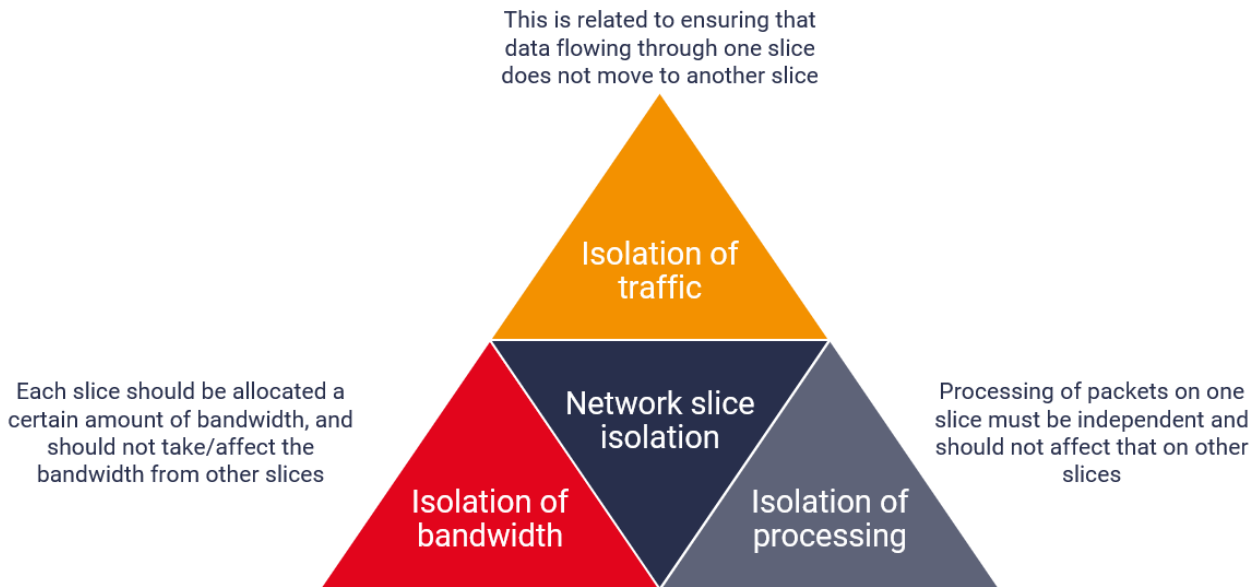 This is related to ensuring that
data flowing through one slice
does not move to another slice
Isolation of
traffic
Each slice should be allocated a
certain amount of bandwidth, and
should not take/affect the
bandwidth from other slices
Network slice
isolation
Processing of packets on one
slice must be independent and
should not affect that on other
slices
Isolation of
bandwidth
Isolation of
processing